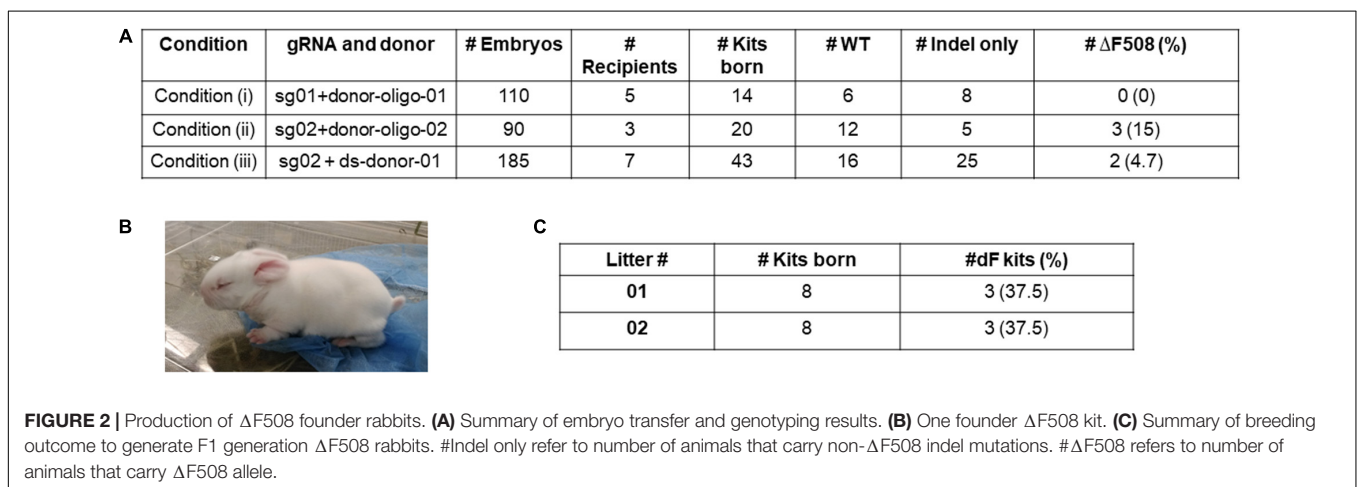 A
Condition gRNA and donor # Embryos # Recipients # Kits born # WT # Indel only # ΔF508 (%)
Condition (i) sg01+donor-oligo-01 110 5 14 6 8 0 (0)
Condition (ii) sg02+donor-oligo-02 90 3 20 12 5 3 (15)
Condition (iii) sg02 + ds-donor-01 185 7 43 16 25 2 (4.7)
B
C
Litter # # Kits born #dF kits (%)
01 8 3 (37.5)
02 8 3 (37.5)
FIGURE 2 | Production of ΔF508 founder rabbits. (A) Summary of embryo transfer and genotyping results. (B) One founder ΔF508 kit. (C) Summary of breeding
outcome to generate F1 generation ΔF508 rabbits. #Indel only refer to number of animals that carry non-ΔF508 indel mutations. #ΔF508 refers to number of
animals that carry ΔF508 allele.